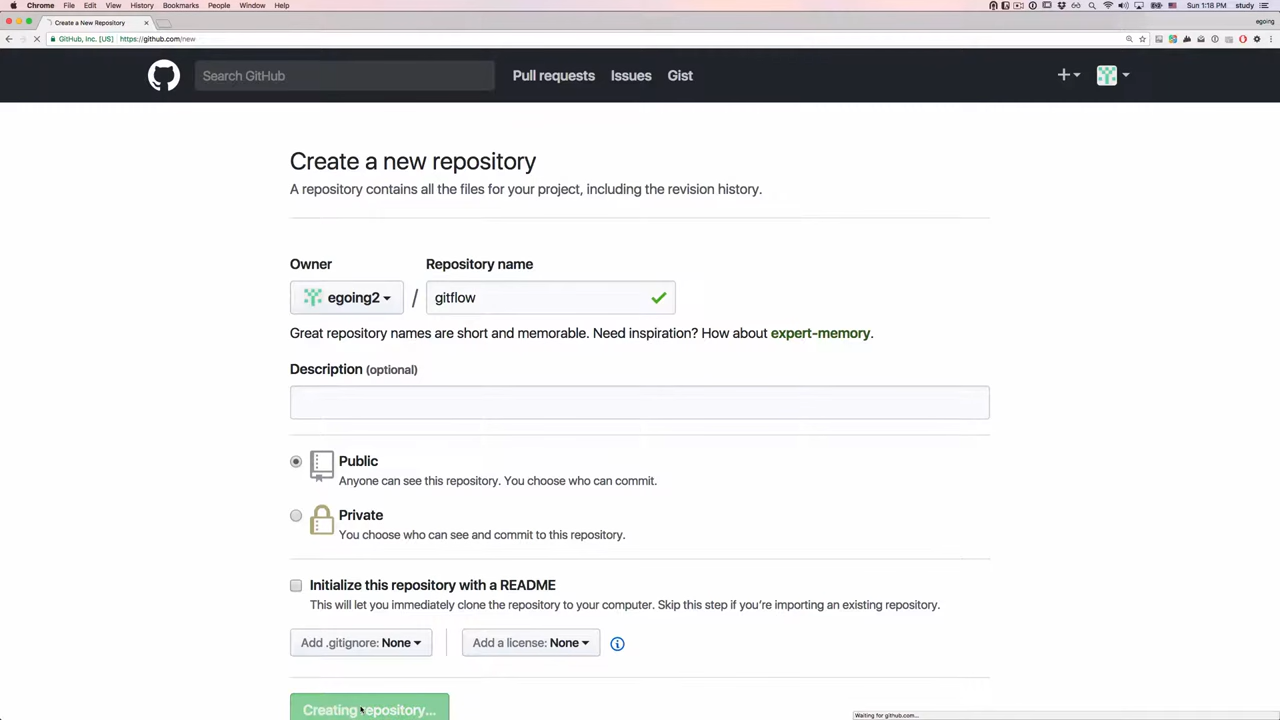 Chrome File Edit View History Bookmarks People Window Help
Sun 1:18 PM study
Create a New Repository
egoing
GitHub, Inc. [US] https://github.com/new
Search GitHub
Pull requests Issues Gist
Create a new repository
A repository contains all the files for your project, including the revision history.
Owner Repository name
egoing2 / gitflow
Great repository names are short and memorable. Need inspiration? How about expert-memory.
Description (optional)
Public
Anyone can see this repository. You choose who can commit.
Private
You choose who can see and commit to this repository.
Initialize this repository with a README
This will let you immediately clone the repository to your computer. Skip this step if you're importing an existing repository.
Add .gitignore: None Add a license: None
Creating repository...
Waiting for github.com...